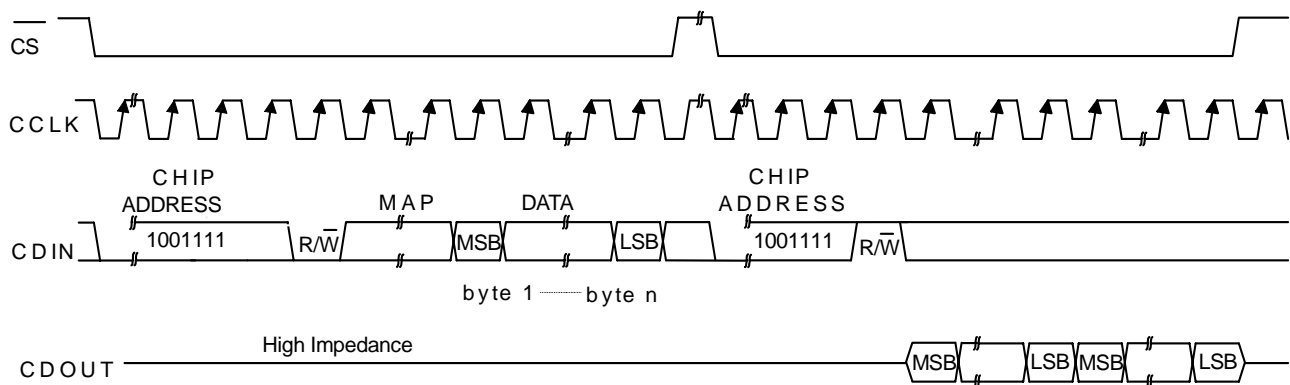 CS
CCLK
CHIP
ADDRESS
MAP
DATA
CHIP
ADDRESS
CDIN
1001111
R/W
MSB
LSB
1001111
R/W
byte 1
byte n
High Impedance
CDOUT
MSB
LSB
MSB
LSB